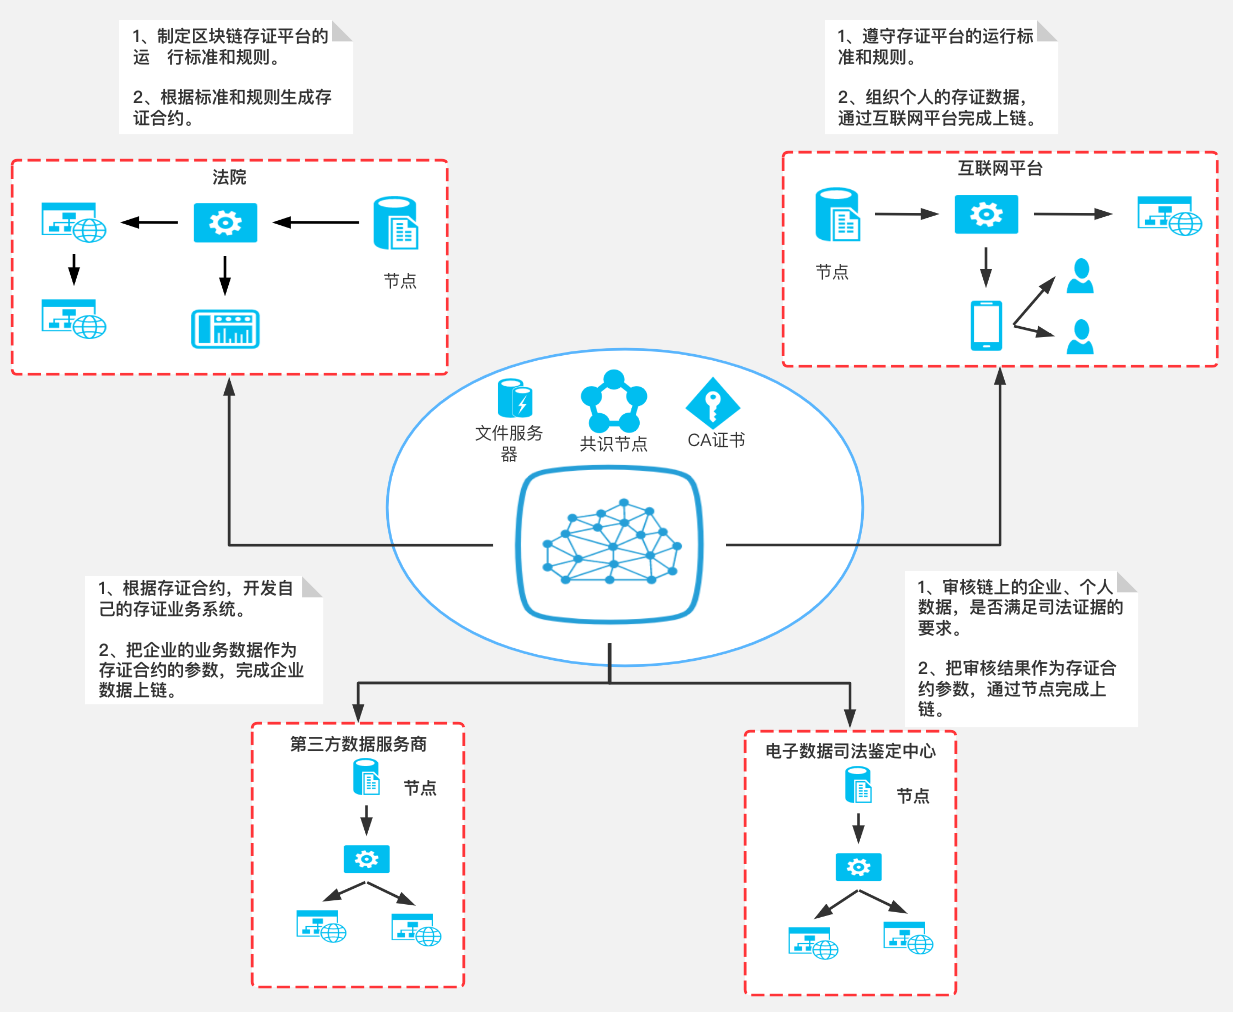 1、制定区块链存证平台的
运 行标准和规则。
2、根据标准和规则生成存
证合约。
1、遵守存证平台的运行标
准和规则。
2、组织个人的存证数据，
通过互联网平台完成上链。
法院
节点
互联网平台
节点
文件服务
器
共识节点
CA证书
1、根据存证合约，开发自
己的存证业务系统。
2、把企业的业务数据作为
存证合约的参数，完成企业
数据上链。
1、审核链上的企业、个人
数据，是否满足司法证据的
要求。
2、把审核结果作为存证合
约参数，通过节点完成上
链。
第三方数据服务商
节点
电子数据司法鉴定中心
节点